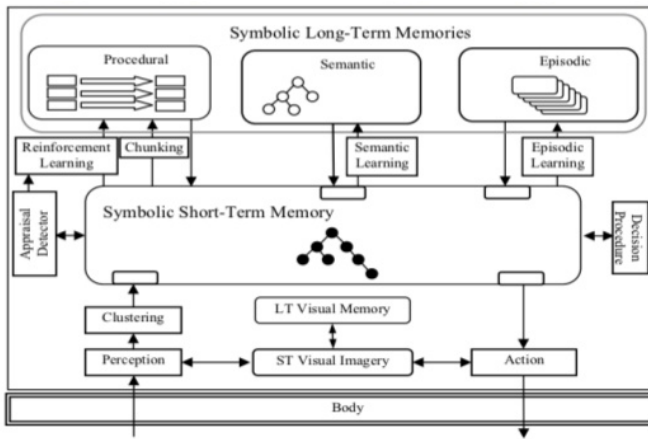 Symbolic Long-Term Memories
Procedural
Semantic
Episodic
Reinforcement
Learning
Chunking
Semantic
Learning
Episodic
Learning
Appraisal
Detector
Symbolic Short-Term Memory
Decision
Procedure
Clustering
LT Visual Memory
Perception
ST Visual Imagery
Action
Body